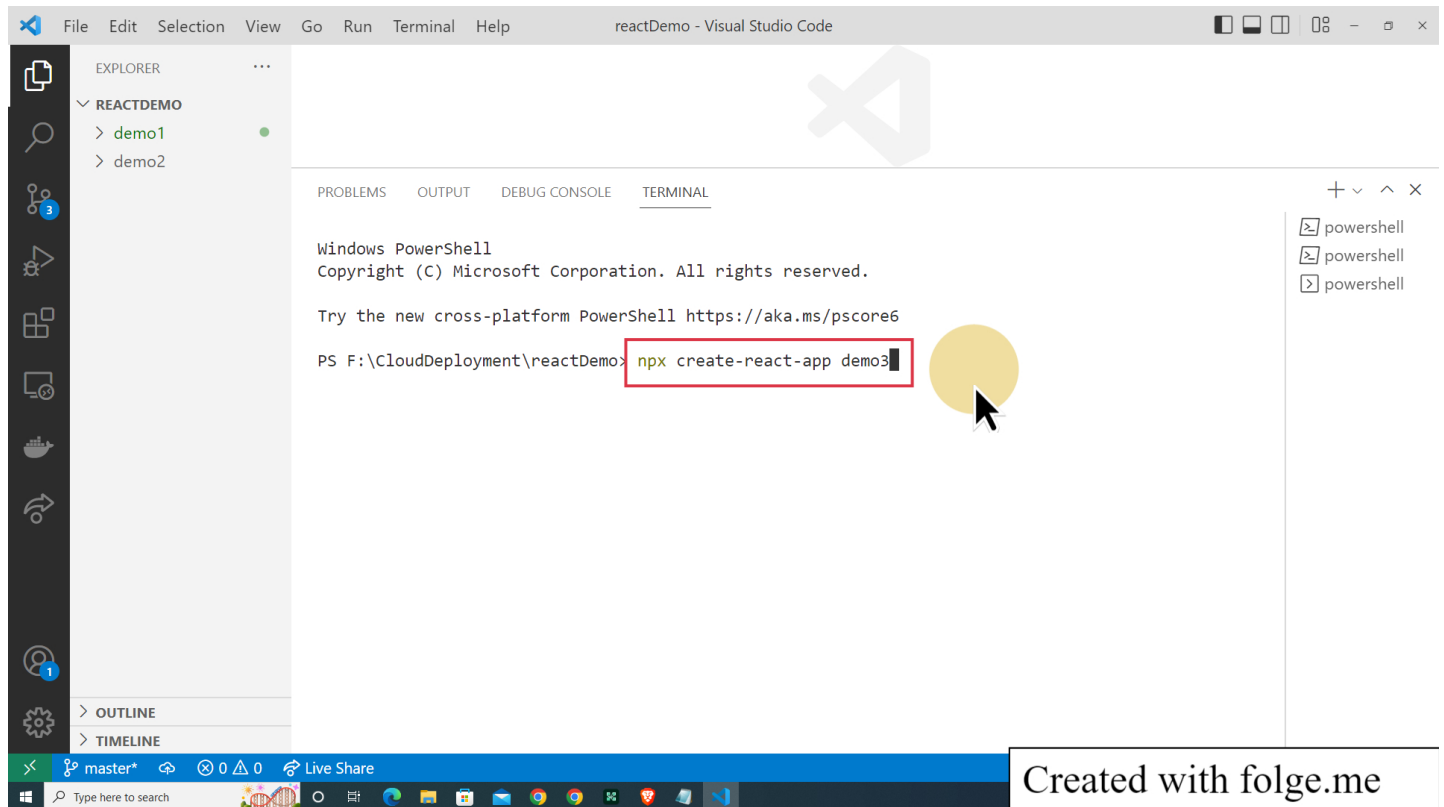 File Edit Selection View Go Run Terminal Help reactDemo - Visual Studio Code
EXPLORER
REACTDEMO
demo1
demo2
3
1
OUTLINE
TIMELINE
PROBLEMS OUTPUT DEBUG CONSOLE TERMINAL
Windows PowerShell
Copyright (C) Microsoft Corporation. All rights reserved.
Try the new cross-platform PowerShell https://aka.ms/pscore6
PS F:\CloudDeployment\reactDemo> npx create-react-app demo3
powershell
powershell
powershell
master* 0 0 Live Share
Type here to search
Created with folge.me